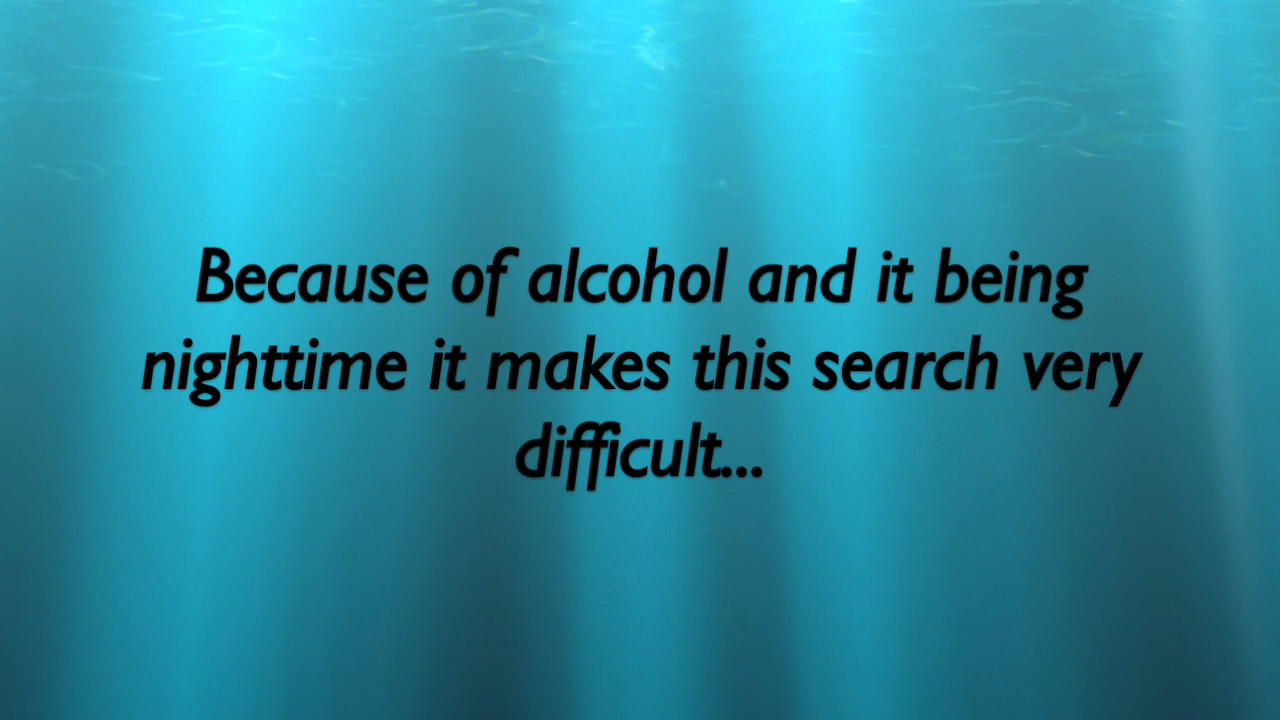 Because of alcohol and it being
nighttime it makes this search very
difficult...